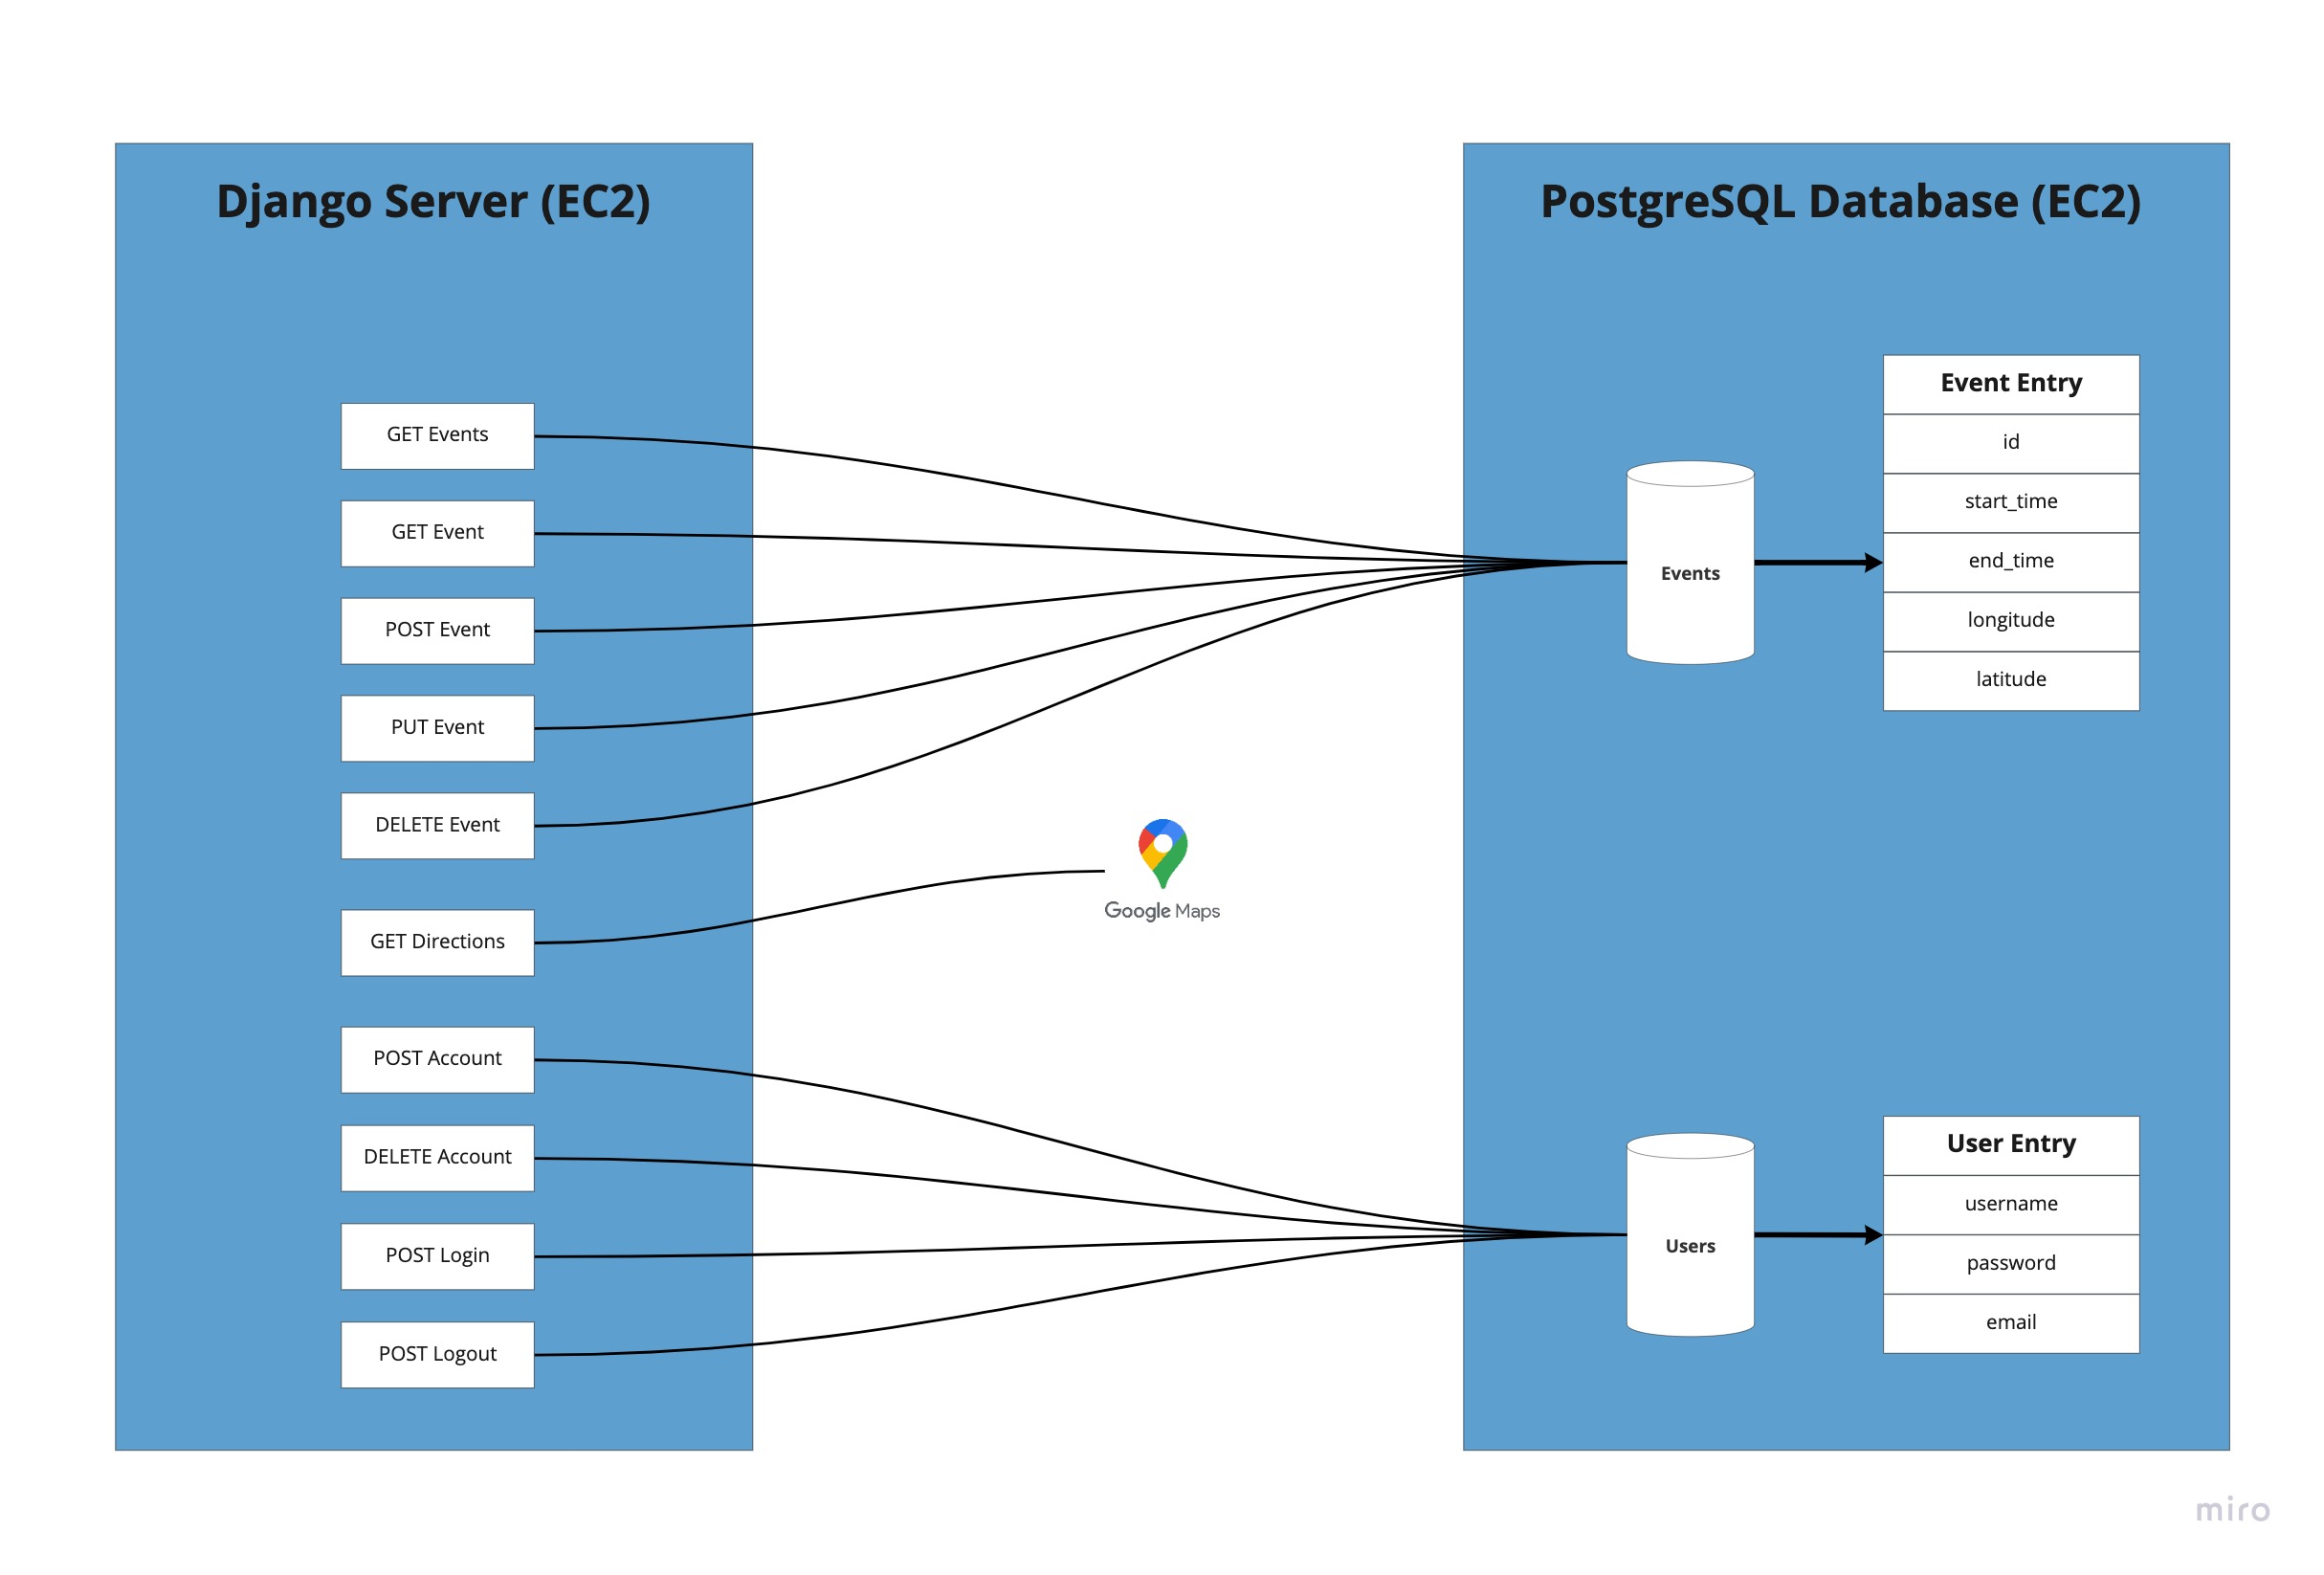 Django Server (EC2)
GET Events
GET Event
POST Event
PUT Event
DELETE Event
GET Directions
POST Account
DELETE Account
POST Login
POST Logout
Google Maps
PostgreSQL Database (EC2)
Events
Event Entry
id
start_time
end_time
longitude
latitude
Users
User Entry
username
password
email
miro